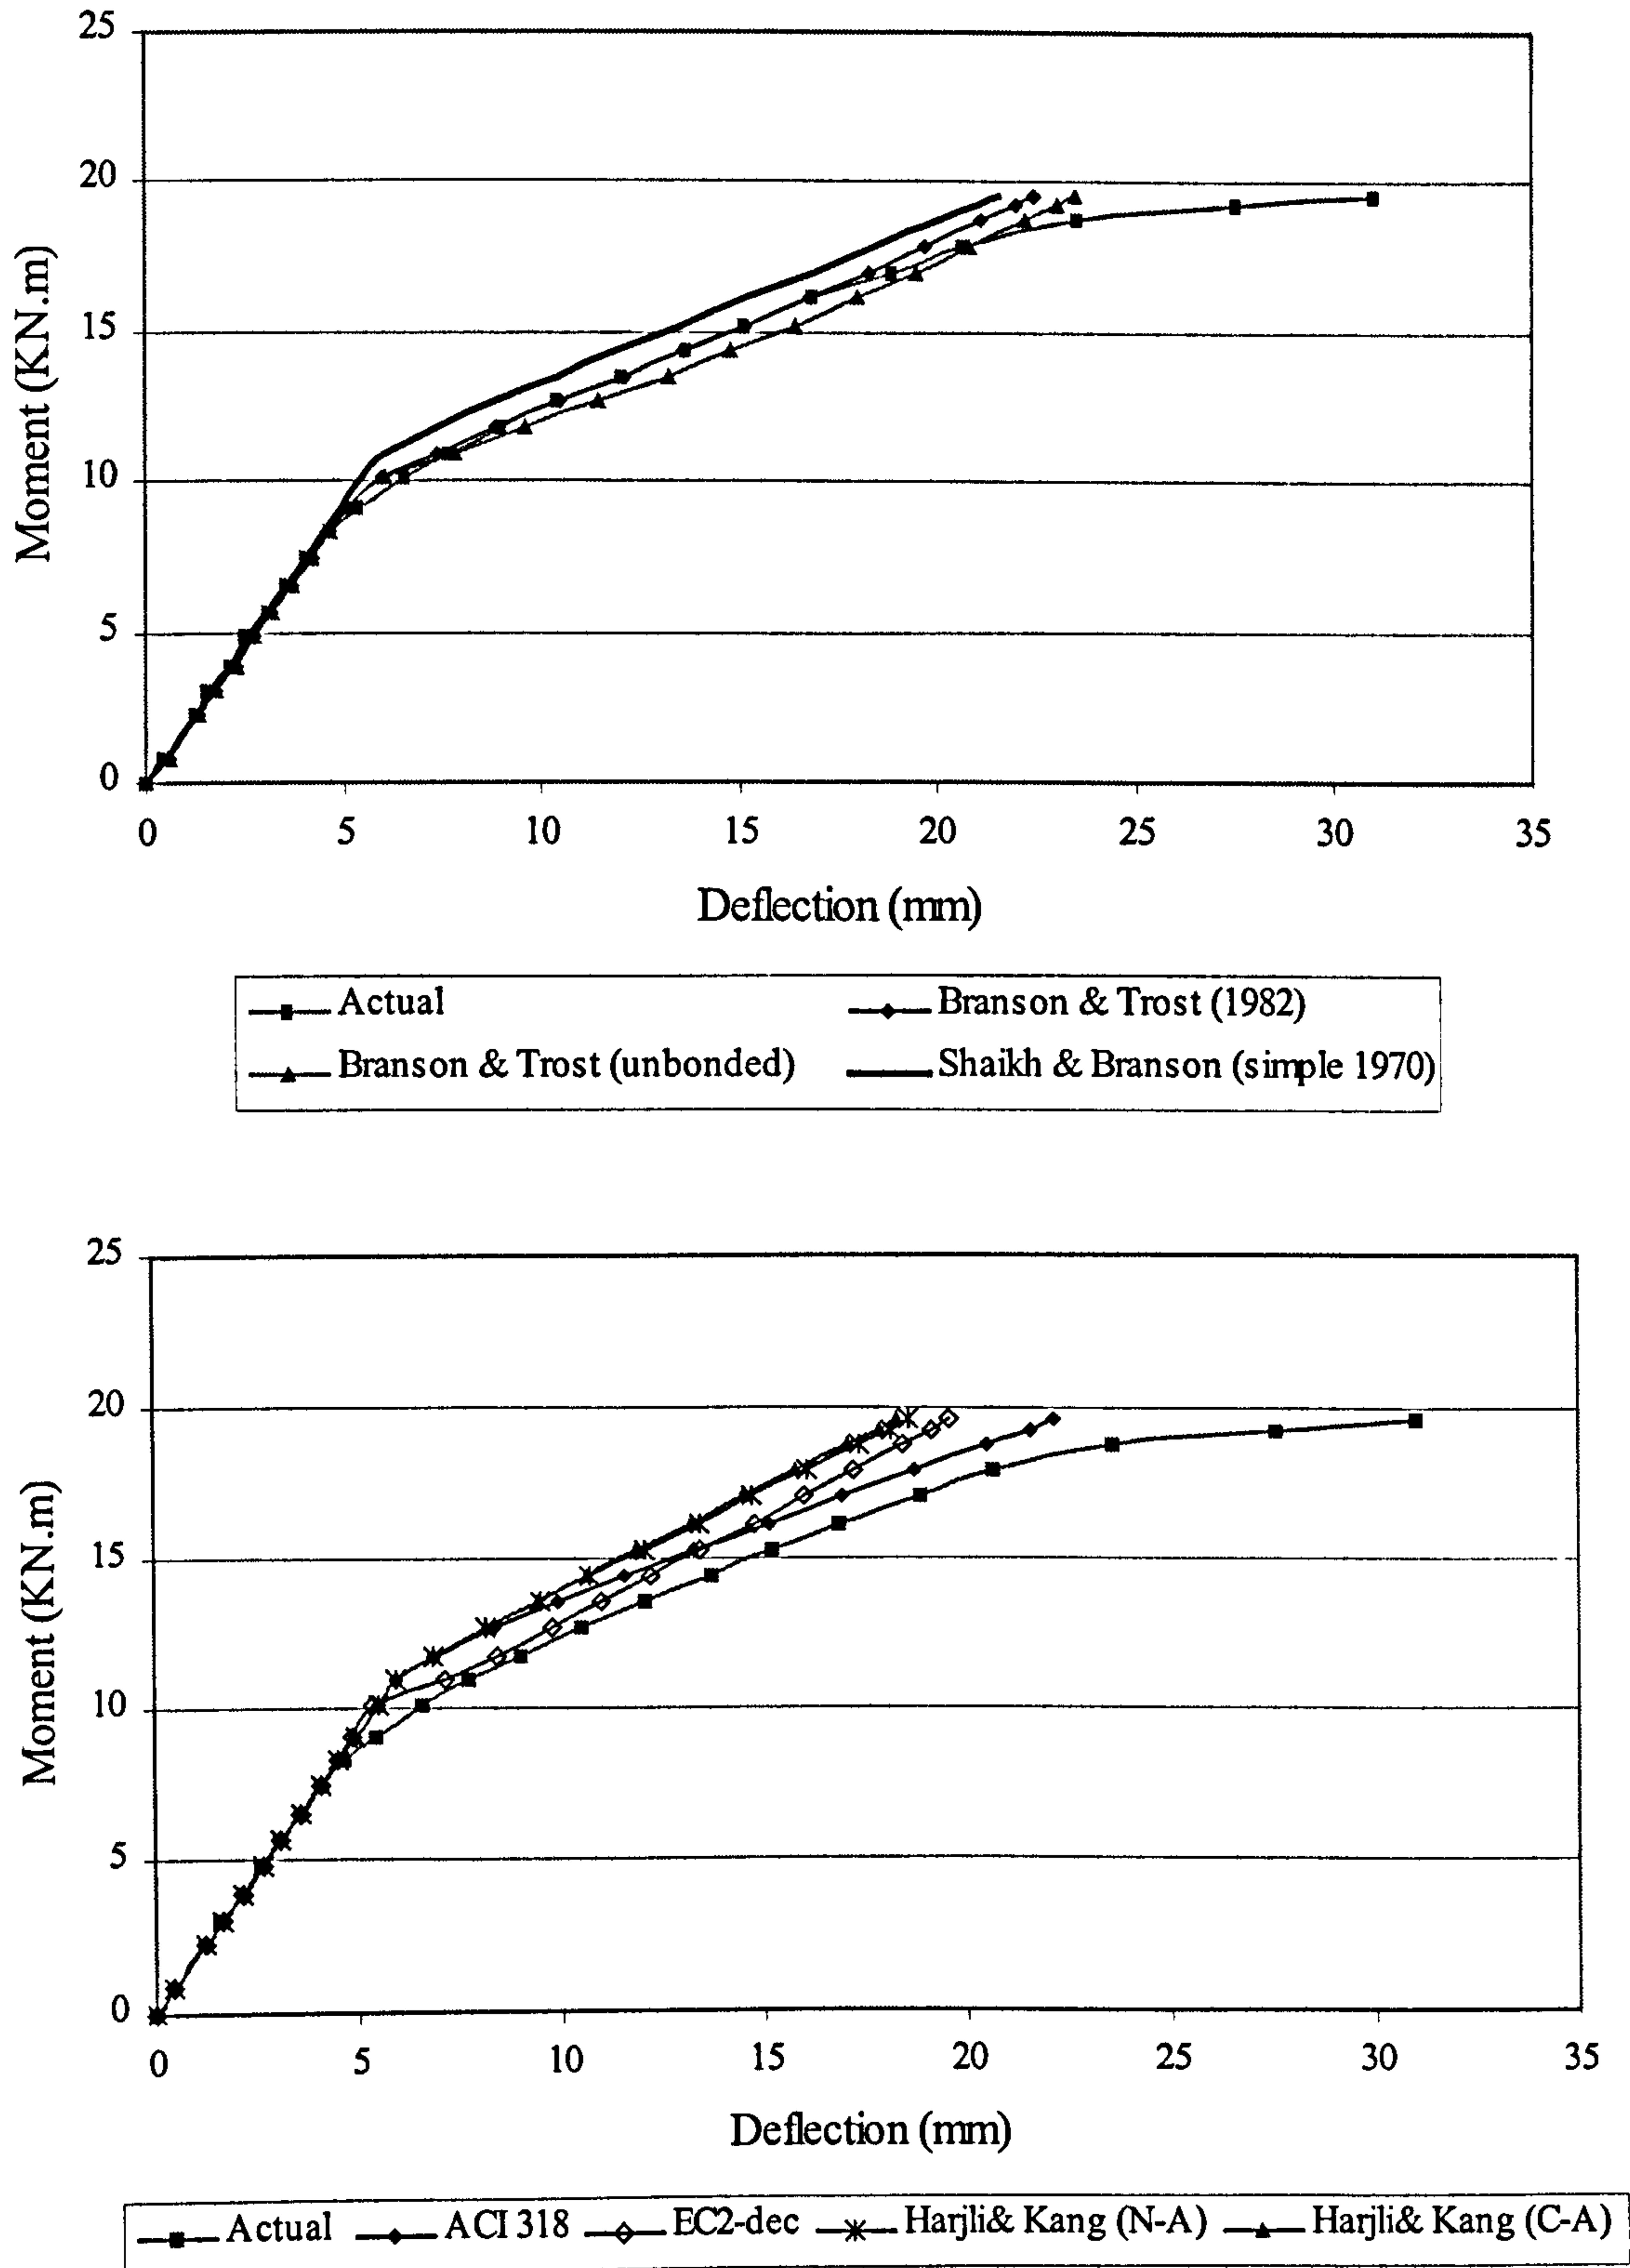 25
20
15
10
5
0
Moment (KN.m)
0 5 10 15 20 25 30 35
Deflection (mm)
Actual Branson & Trost (1982)
Branson & Trost (unbonded) Shaikh & Branson (simple 1970)
25
20
15
10
5
0
Moment (KN.m)
0 5 10 15 20 25 30 35
Deflection (mm)
Actual ACI 318 EC2-dec Harjli& Kang (N-A) Harjli& Kang (C-A)